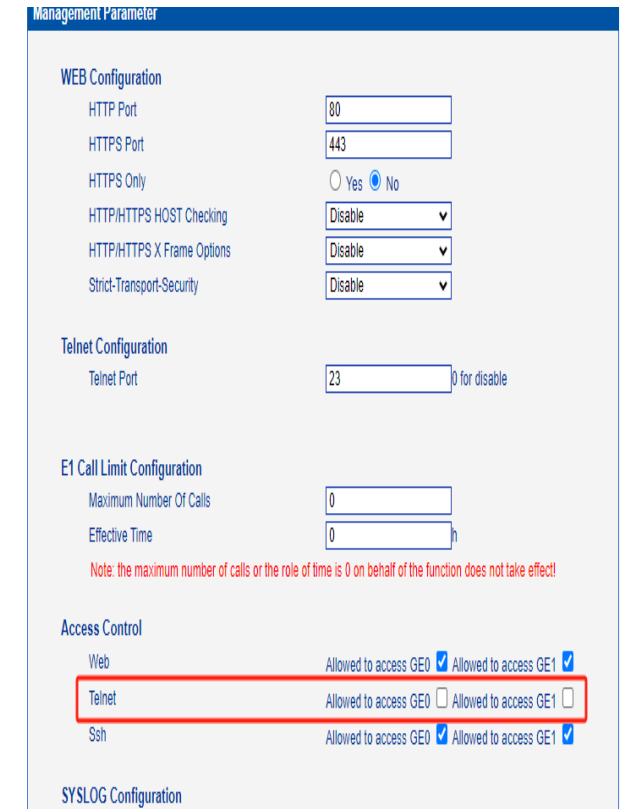 Management Parameter
WEB Configuration
HTTP Port 80
HTTPS Port 443
HTTPS Only Yes No
HTTP/HTTPS HOST Checking Disable
HTTP/HTTPS X Frame Options Disable
Strict-Transport-Security Disable
Telnet Configuration
Telnet Port 23 0 for disable
E1 Call Limit Configuration
Maximum Number Of Calls 0
Effective Time 0 h
Note: the maximum number of calls or the role of time is 0 on behalf of the function does not take effect!
Access Control
Web Allowed to access GE0 Allowed to access GE1
Telnet Allowed to access GE0 Allowed to access GE1
Ssh Allowed to access GE0 Allowed to access GE1
SYSLOG Configuration